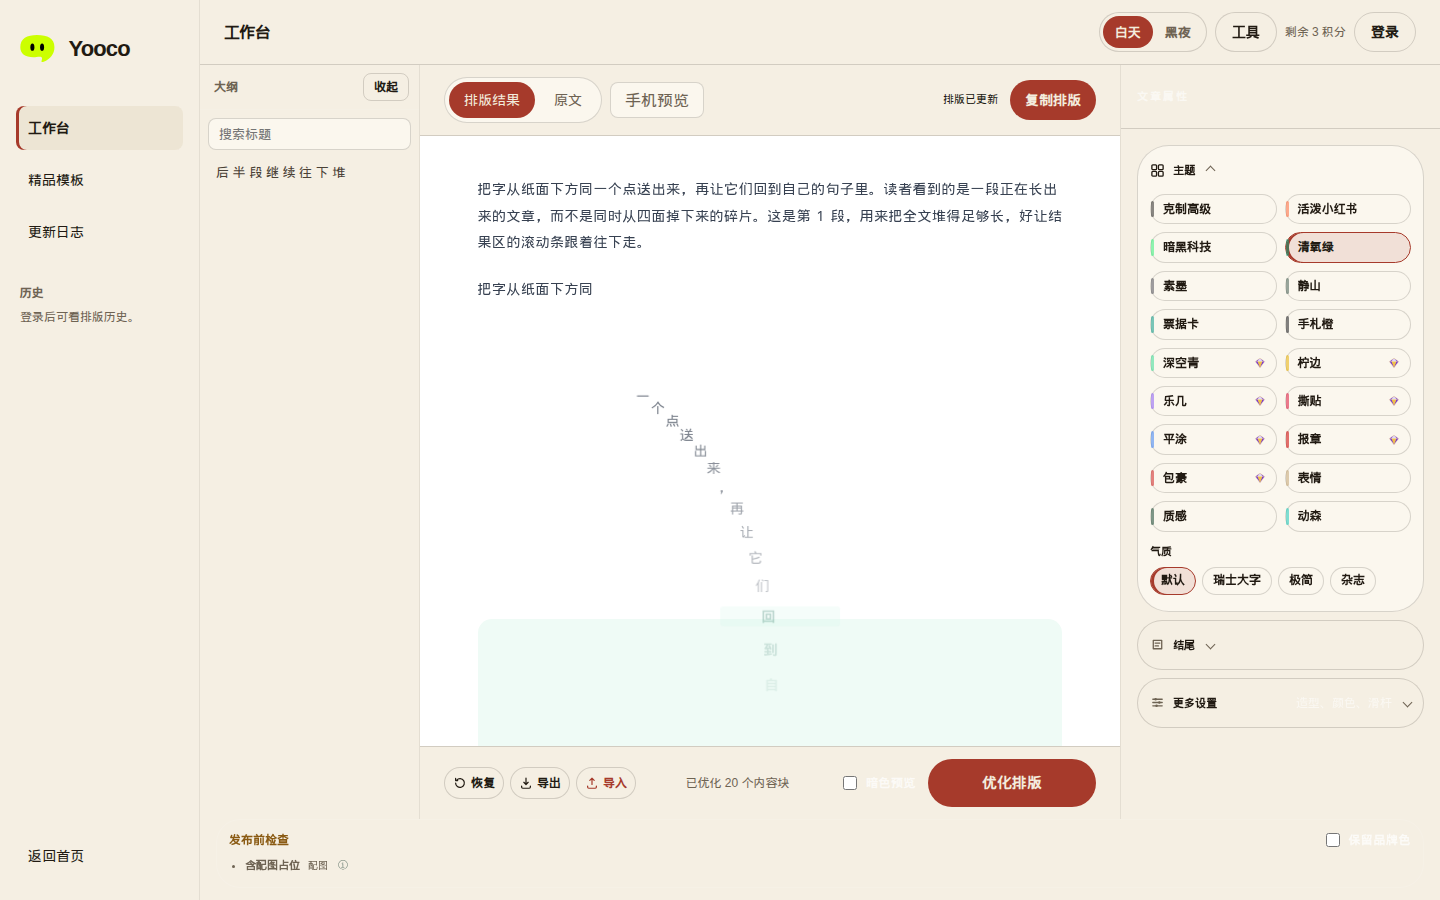 Yooco
工作台
精品模板
更新日志
历史
登录后可看排版历史。
返回首页
工作台
白天 黑夜 工具 剩余 3 积分 登录
大纲 收起
搜索标题
后半段继续往下堆
排版结果 原文 手机预览 排版已更新 复制排版
把字从纸面下方同一个点送出来，再让它们回到自己的句子里。读者看到的是一段正在长出
来的文章，而不是同时从四面掉下来的碎片。这是第 1 段，用来把全文堆得足够长，好让结
果区的滚动条跟着往下走。
把字从纸面下方同
一个点送出来，再让它们回到自
恢复 导出 导入 已优化 20 个内容块 暗色预览 优化排版
发布前检查
含配图占位 配图
保留品牌色
文章属性
主题
克制高级 活泼小红书
暗黑科技 清氧绿
素墨 静山
票据卡 手札橙
深空青 柠边
乐几 撕贴
平涂 报章
包豪 表情
质感 动森
气质
默认 瑞士大字 极简 杂志
结尾
更多设置